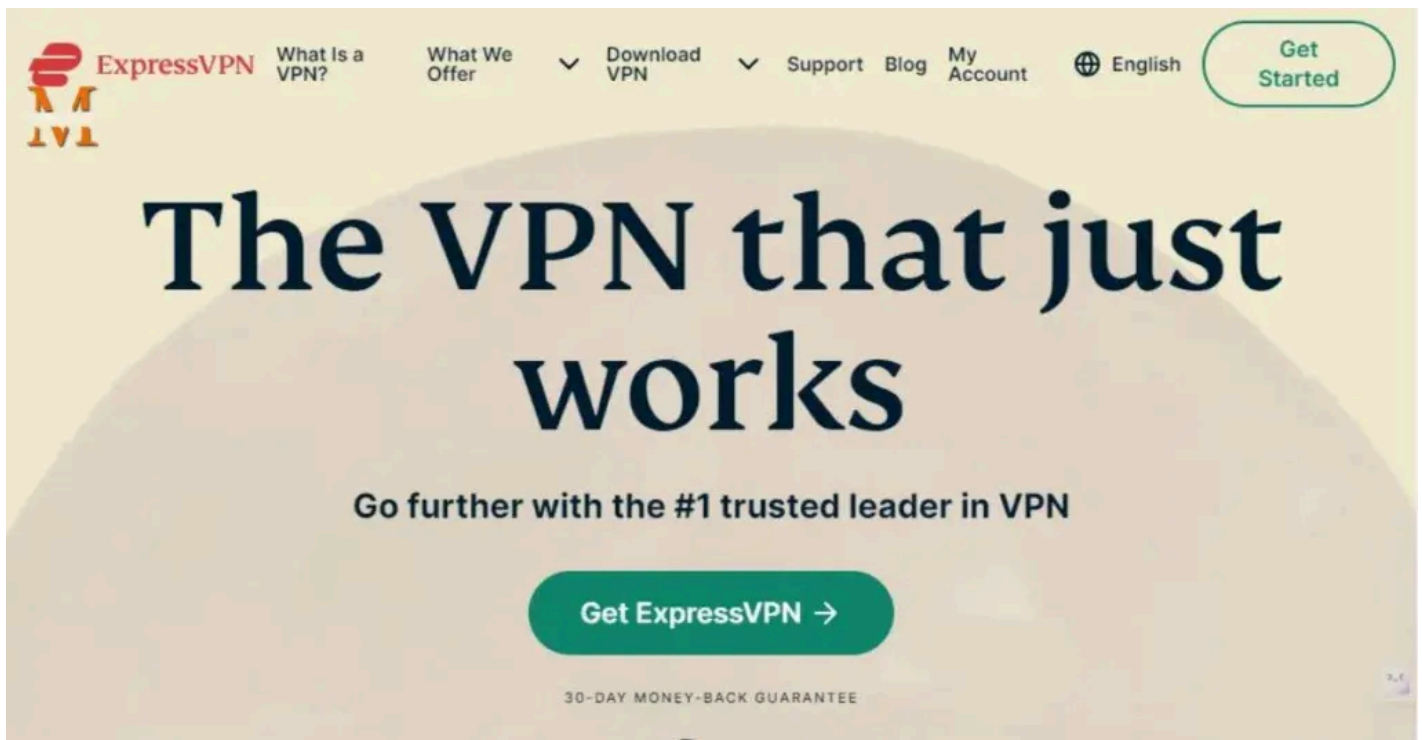 ExpressVPN
What Is a
VPN?
What We
Offer
Download
VPN
Support
Blog
My
Account
English
Get
Started
The VPN that just
works
Go further with the #1 trusted leader in VPN
Get ExpressVPN →
30-DAY MONEY-BACK GUARANTEE